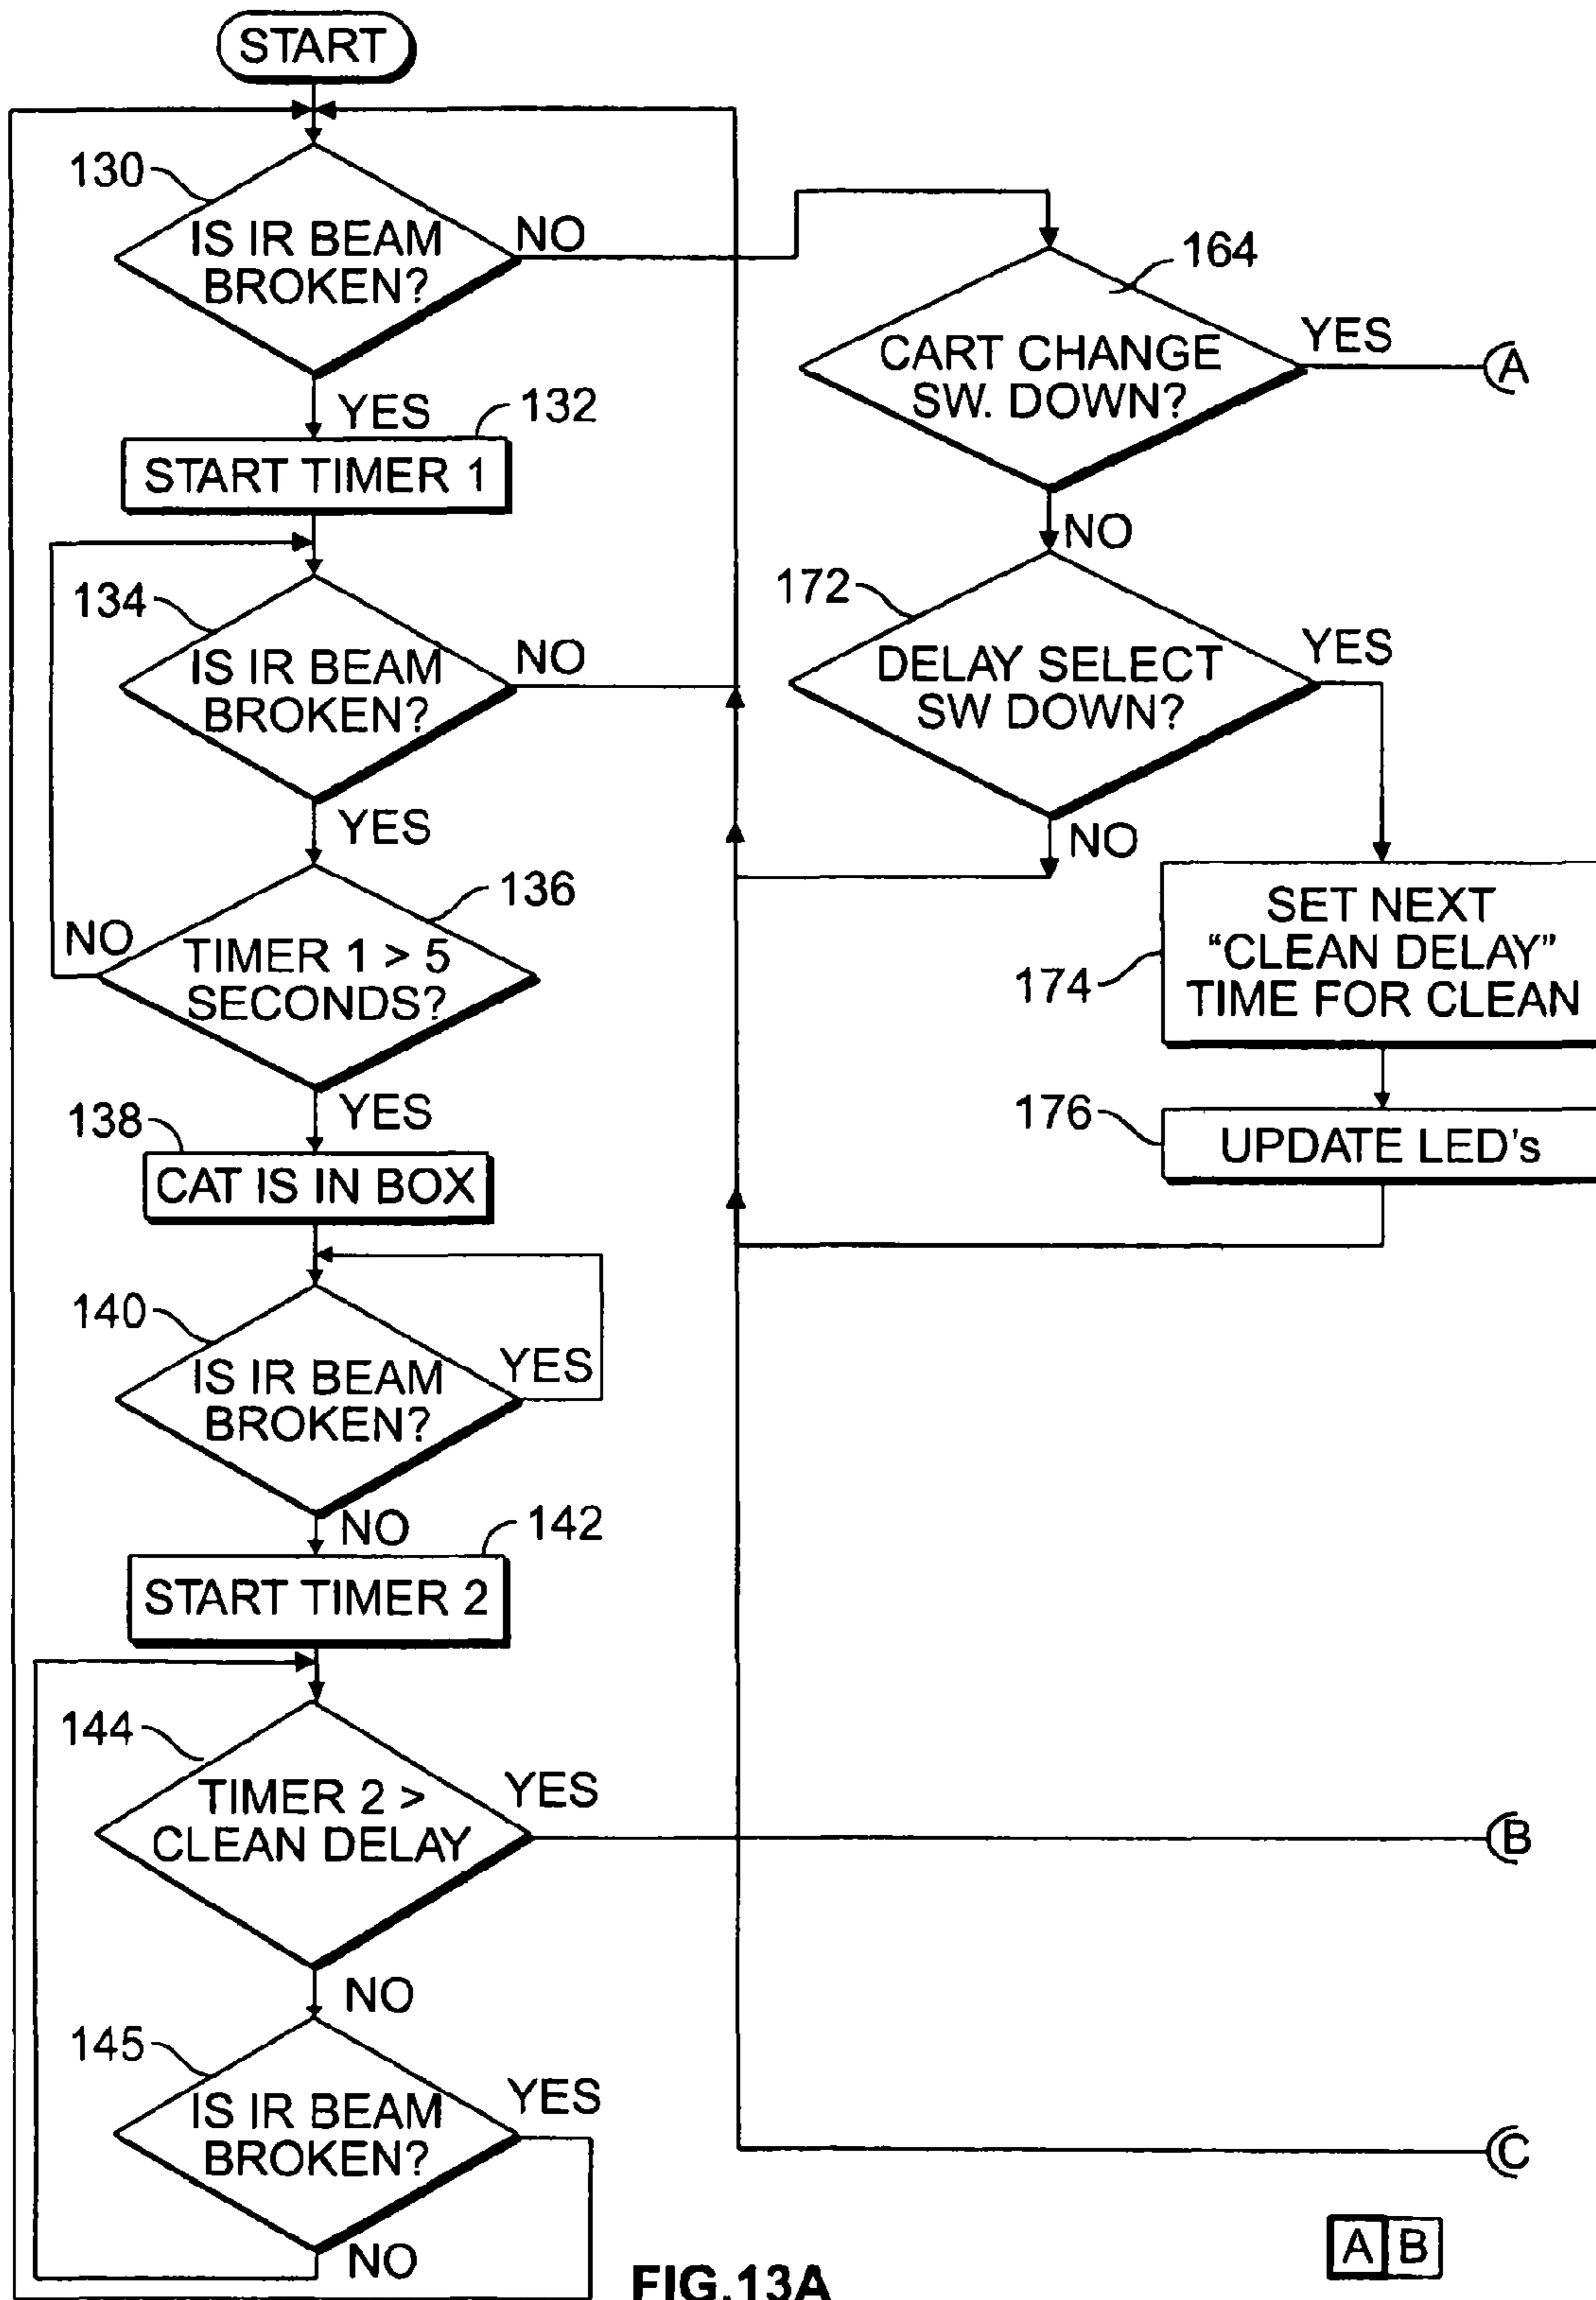 START
130
IS IR BEAM
BROKEN?
NO
YES
132
START TIMER 1
134
IS IR BEAM
BROKEN?
NO
YES
136
NO
TIMER 1 > 5
SECONDS?
YES
138
CAT IS IN BOX
140
IS IR BEAM
BROKEN?
YES
NO
142
START TIMER 2
144
TIMER 2 >
CLEAN DELAY
YES
B
NO
145
IS IR BEAM
BROKEN?
YES
NO
164
CART CHANGE
SW. DOWN?
YES
A
NO
172
DELAY SELECT
SW DOWN?
YES
NO
174
SET NEXT
“CLEAN DELAY”
TIME FOR CLEAN
176
UPDATE LED's
C
A B
FIG.13A